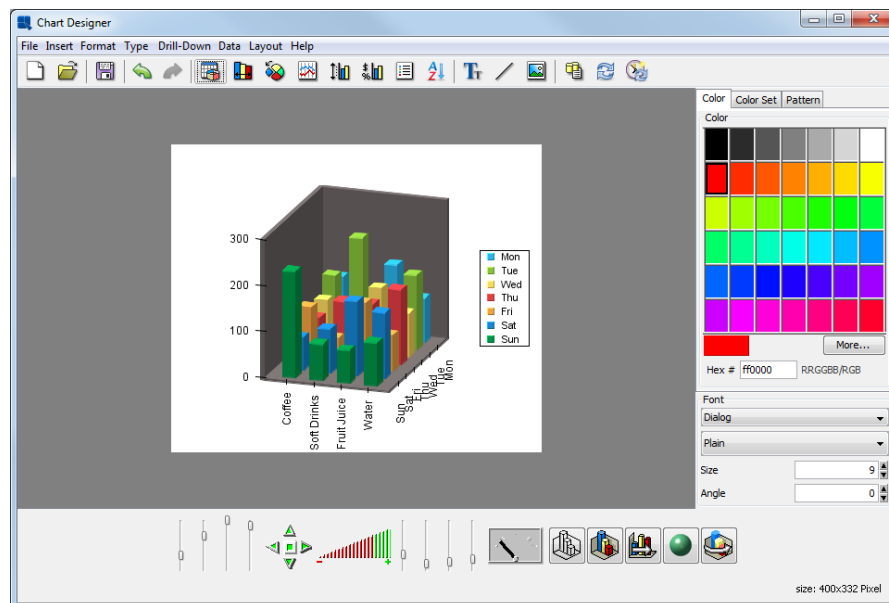 Chart Designer
File Insert Format Type Drill-Down Data Layout Help
Color Color Set Pattern
Color
300
200
100
0
Coffee
Soft Drinks
Fruit Juice
Water
Sun
Sat
Fri
Thu
Wed
Tue
Mon
Mon
Tue
Wed
Thu
Fri
Sat
Sun
More...
Hex # ff0000 RRGGBB/RGB
Font
Dialog
Plain
Size 9
Angle 0
size: 400x332 Pixel